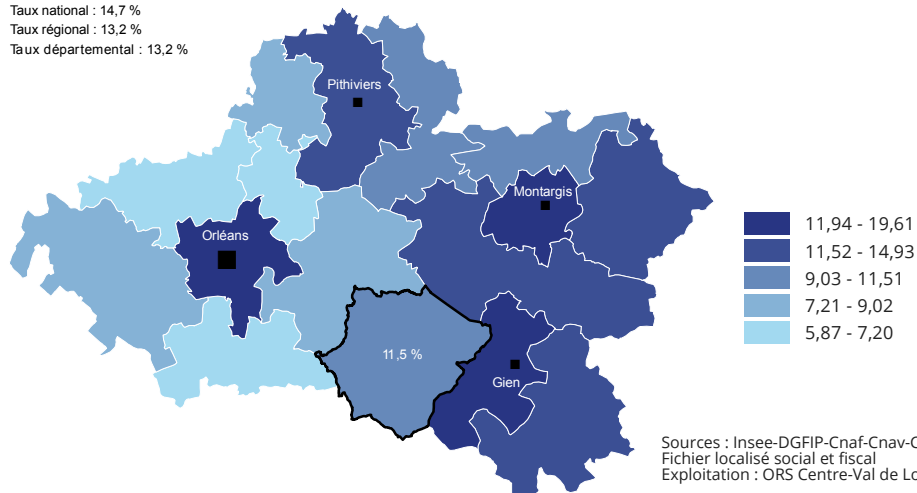 Taux national : 14,7 %
Taux régional : 13,2 %
Taux départemental : 13,2 %
Pithiviers
Montargis
Orléans
11,94 - 19,61
11,52 - 14,93
9,03 - 11,51
7,21 - 9,02
5,87 - 7,20
11,5 %
Gien
Sources : Insee-DGFIP-Cnaf-Cnav-C
Fichier localisé social et fiscal
Exploitation : ORS Centre-Val de Lo